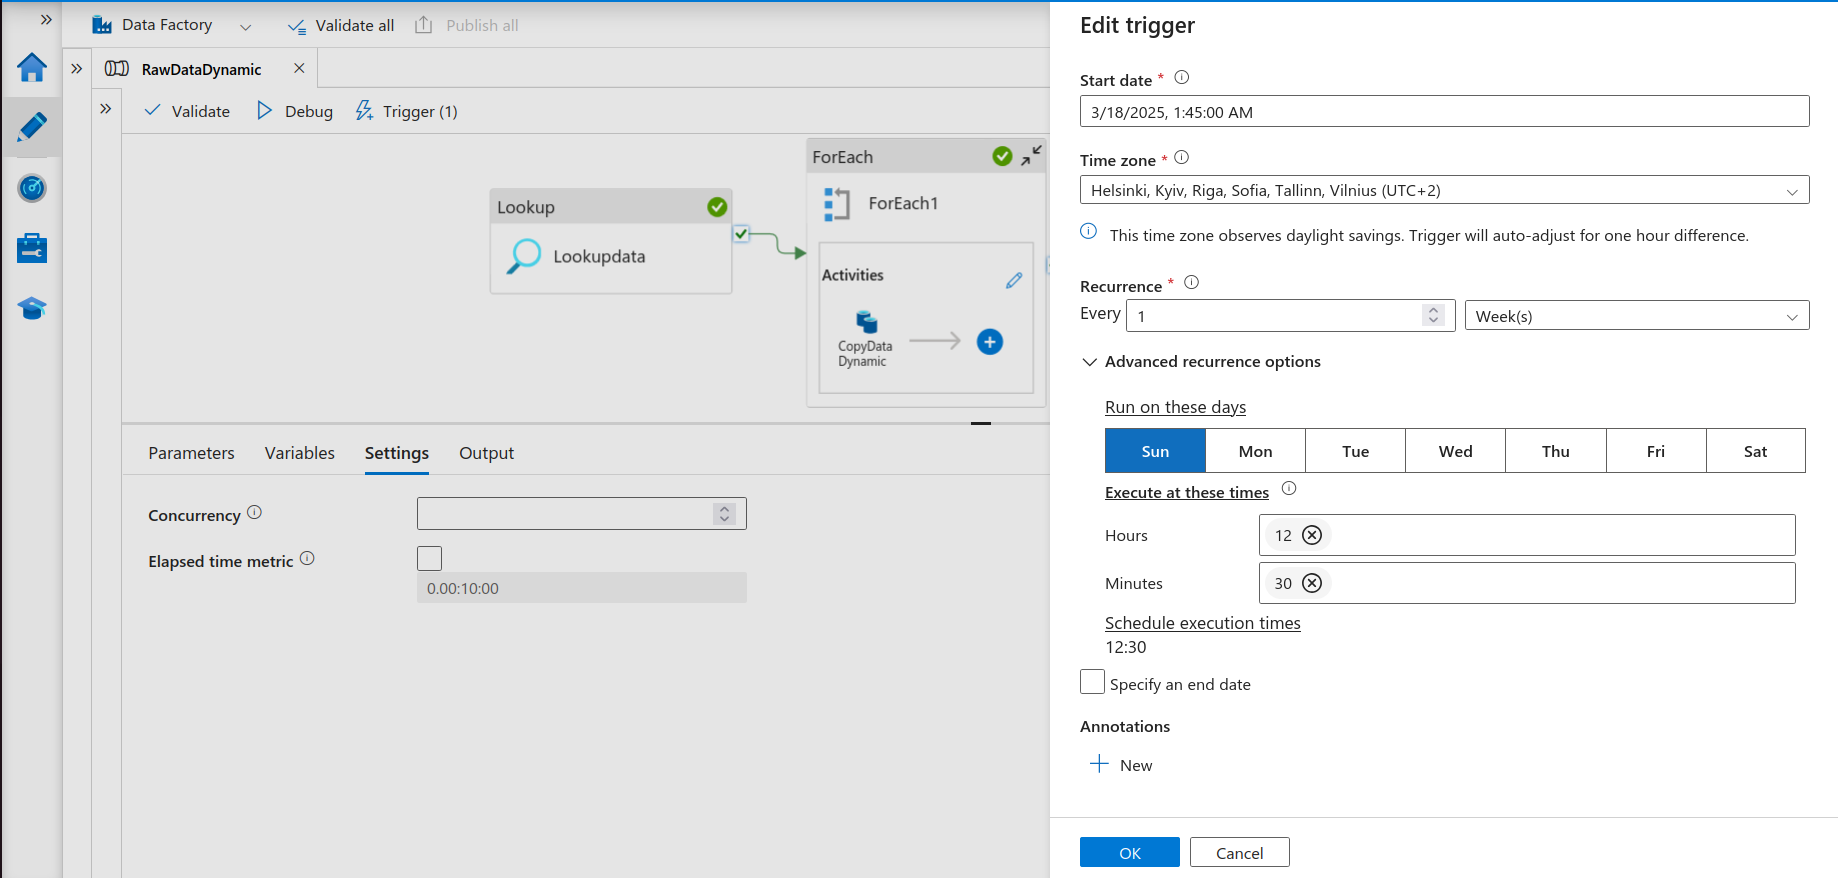 Data Factory
Validate all
Publish all
RawDataDynamic
Validate
Debug
Trigger (1)
Lookup
Lookupdata
ForEach
ForEach1
Activities
CopyData
Dynamic
Parameters
Variables
Settings
Output
Concurrency
Elapsed time metric
0.00:10:00
Edit trigger
Start date *
3/18/2025, 1:45:00 AM
Time zone *
Helsinki, Kyiv, Riga, Sofia, Tallinn, Vilnius (UTC+2)
This time zone observes daylight savings. Trigger will auto-adjust for one hour difference.
Recurrence *
Every 1 Week(s)
Advanced recurrence options
Run on these days
Sun Mon Tue Wed Thu Fri Sat
Execute at these times
Hours 12
Minutes 30
Schedule execution times
12:30
Specify an end date
Annotations
New
OK Cancel